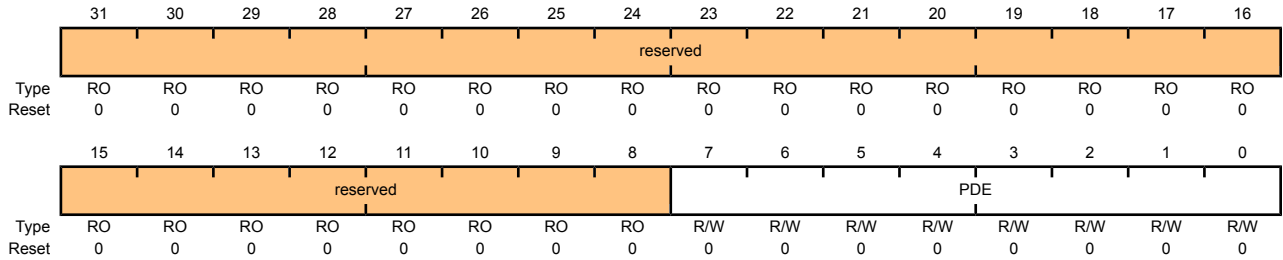 31 30 29 28 27 26 25 24 23 22 21 20 19 18 17 16
reserved
Type RO RO RO RO RO RO RO RO RO RO RO RO RO RO RO RO
Reset 0 0 0 0 0 0 0 0 0 0 0 0 0 0 0 0
15 14 13 12 11 10 9 8 7 6 5 4 3 2 1 0
reserved PDE
Type RO RO RO RO RO RO RO RO R/W R/W R/W R/W R/W R/W R/W R/W
Reset 0 0 0 0 0 0 0 0 0 0 0 0 0 0 0 0